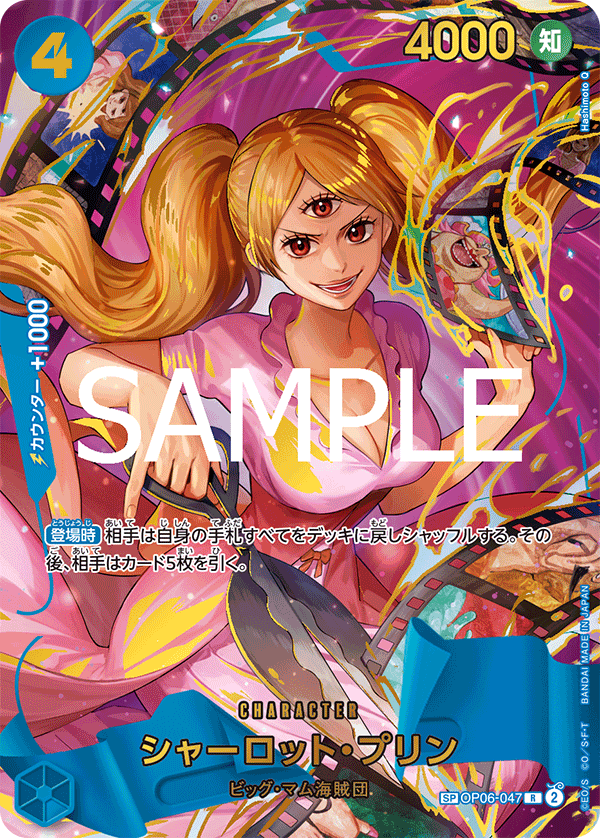 4
4000 知
Hashimoto Q
カウンター +1000
SAMPLE
登場時 相手は自身の手札すべてをデッキに戻しシャッフルする。その
後、相手はカード5枚を引く。
CHARACTER
シャーロット・プリン
ビッグ・マム海賊団
SP OP06-047 R 2
©E/S ©O/S・F・T BANDAI MADE IN JAPAN